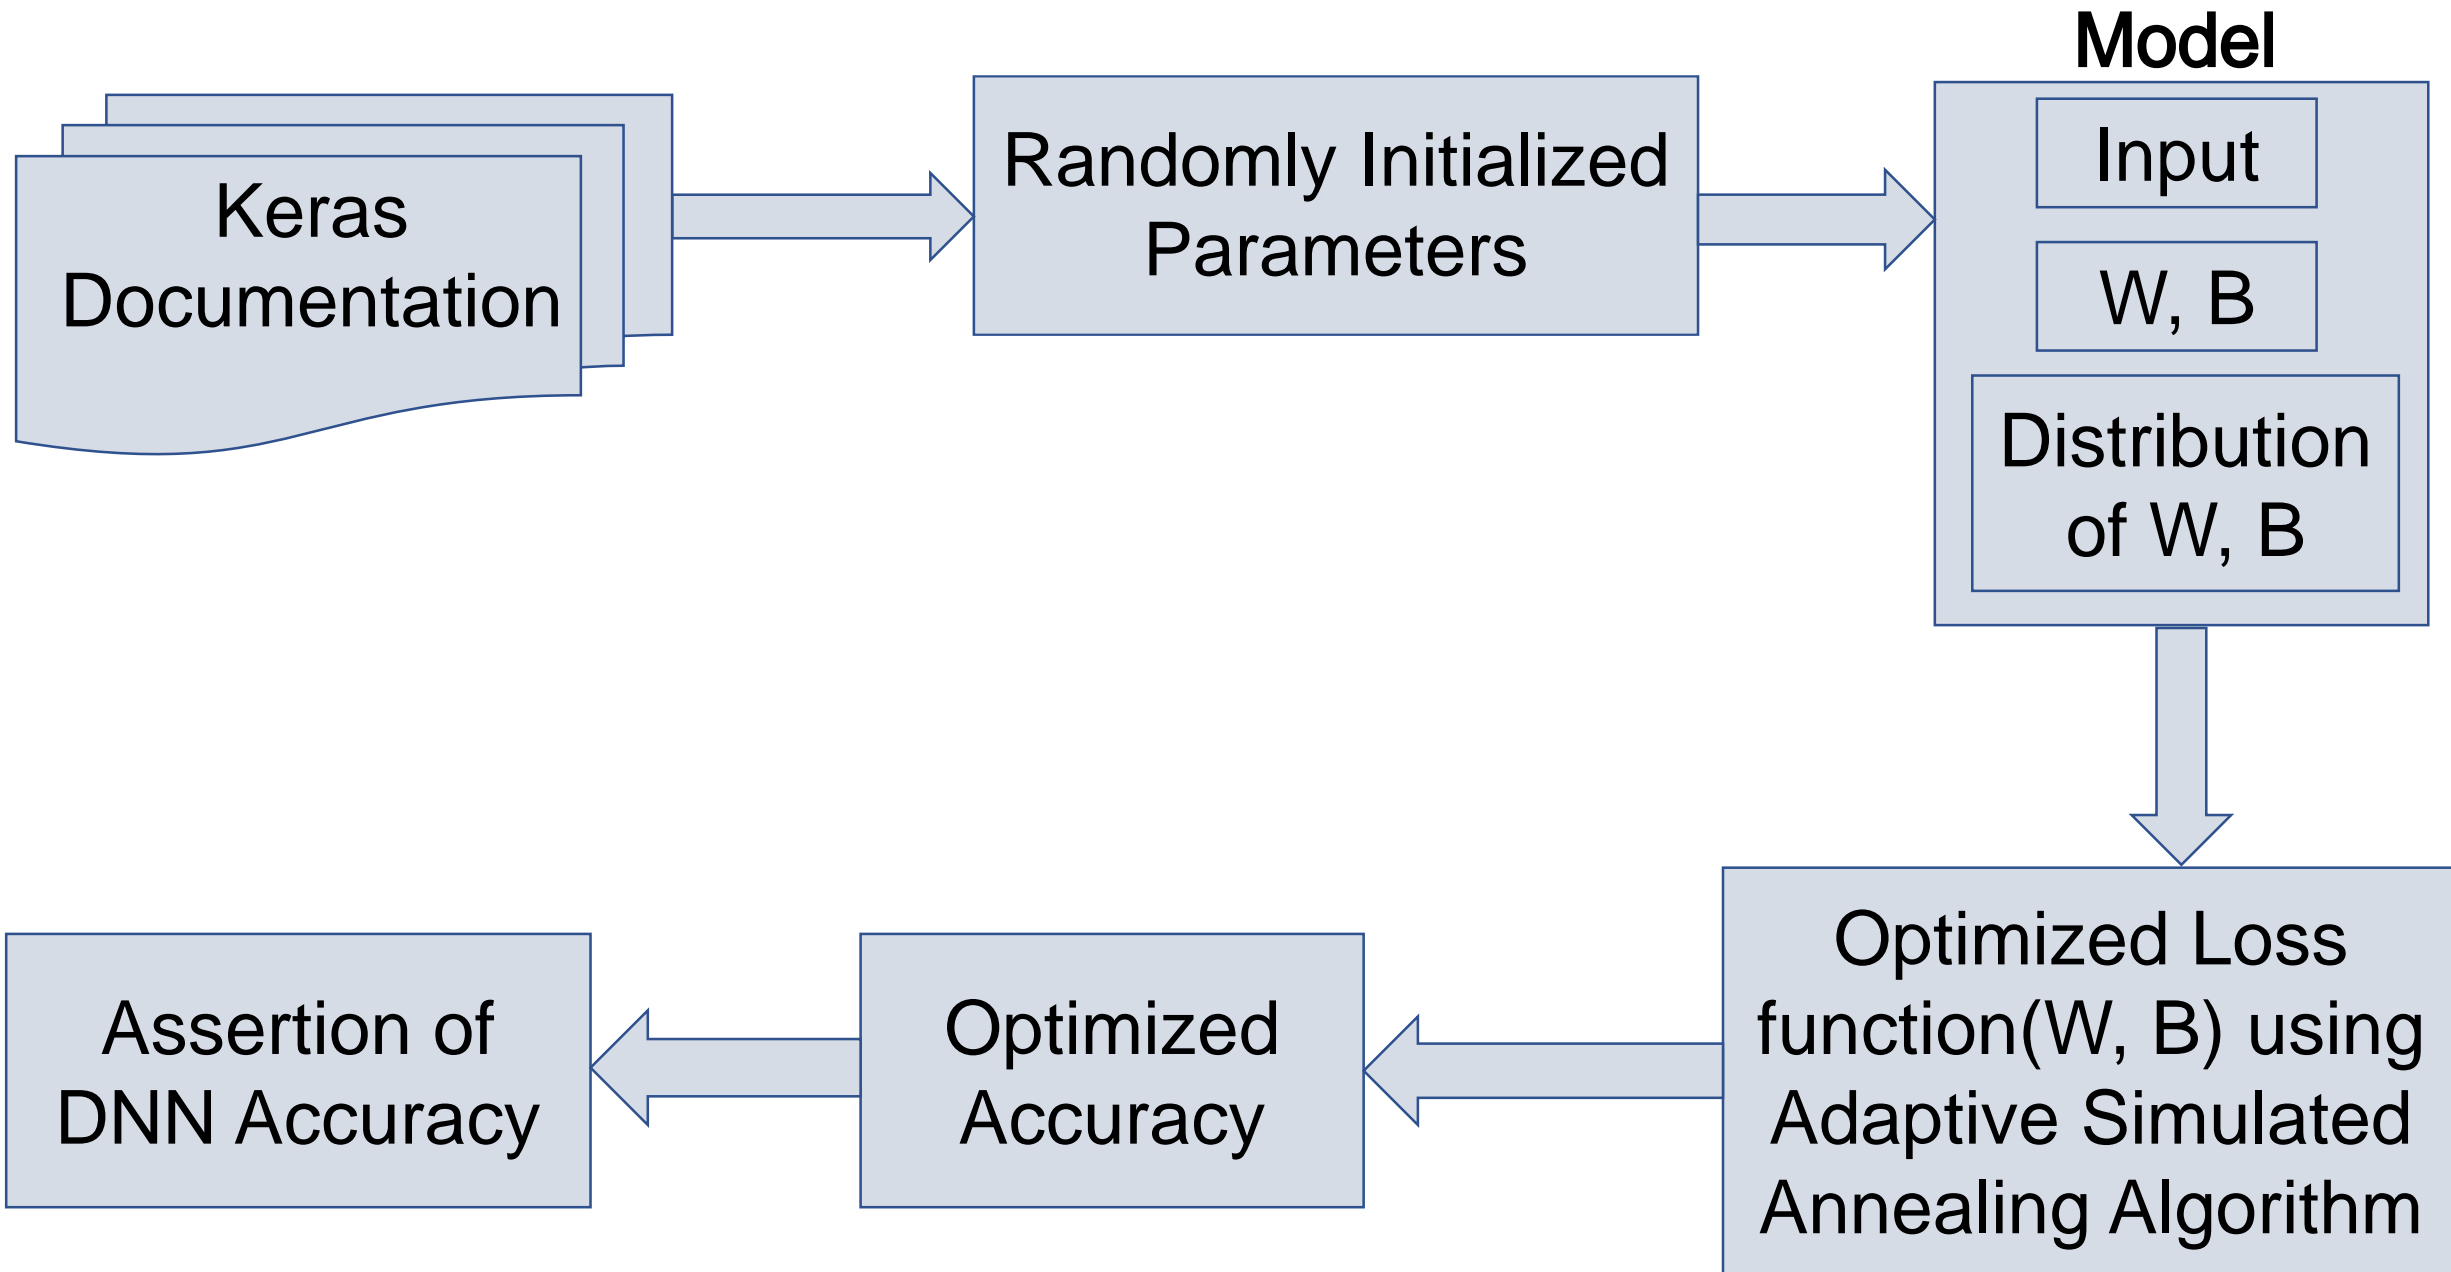 Keras
Documentation
Randomly Initialized
Parameters
Model
Input
W, B
Distribution
of W, B
Optimized Loss
function(W, B) using
Adaptive Simulated
Annealing Algorithm
Optimized
Accuracy
Assertion of
DNN Accuracy